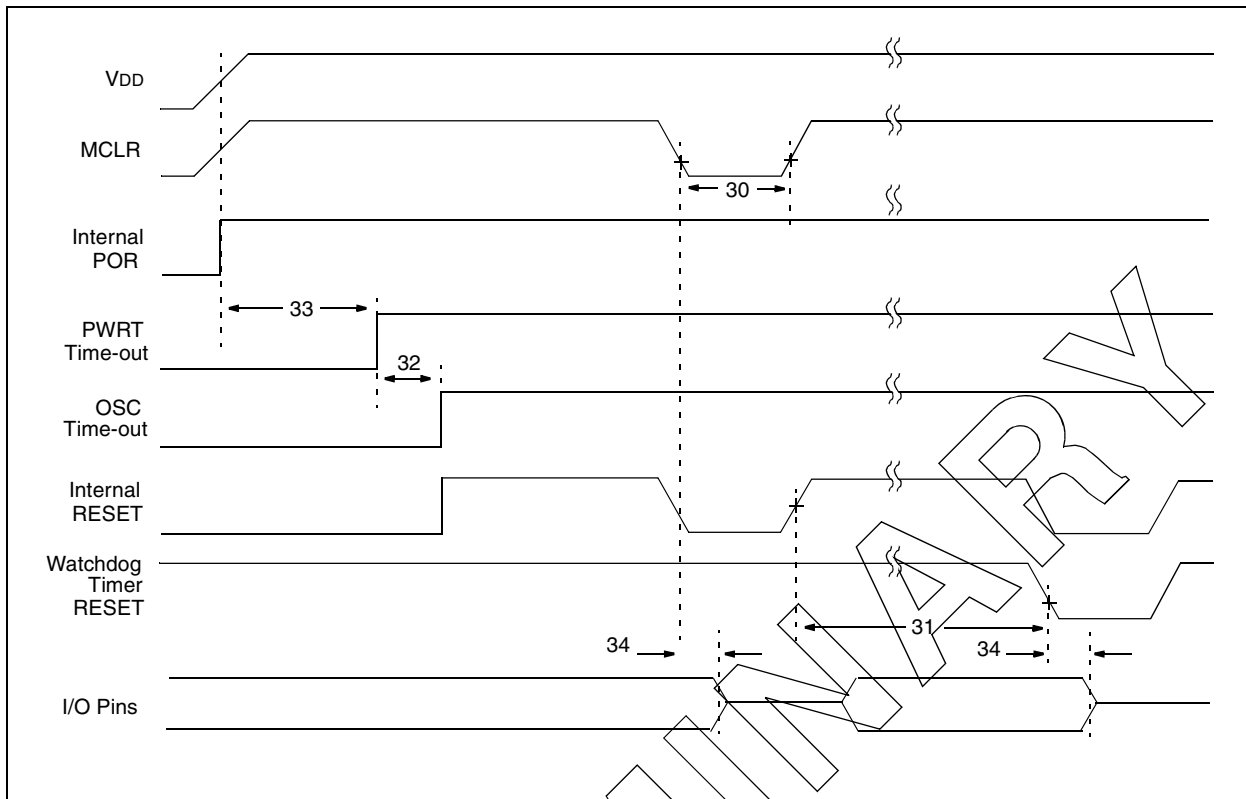 VDD
MCLR
30
Internal
POR
33
PWRT
Time-out
32
OSC
Time-out
Internal
RESET
Watchdog
Timer
RESET
31
34
34
I/O Pins
INARY